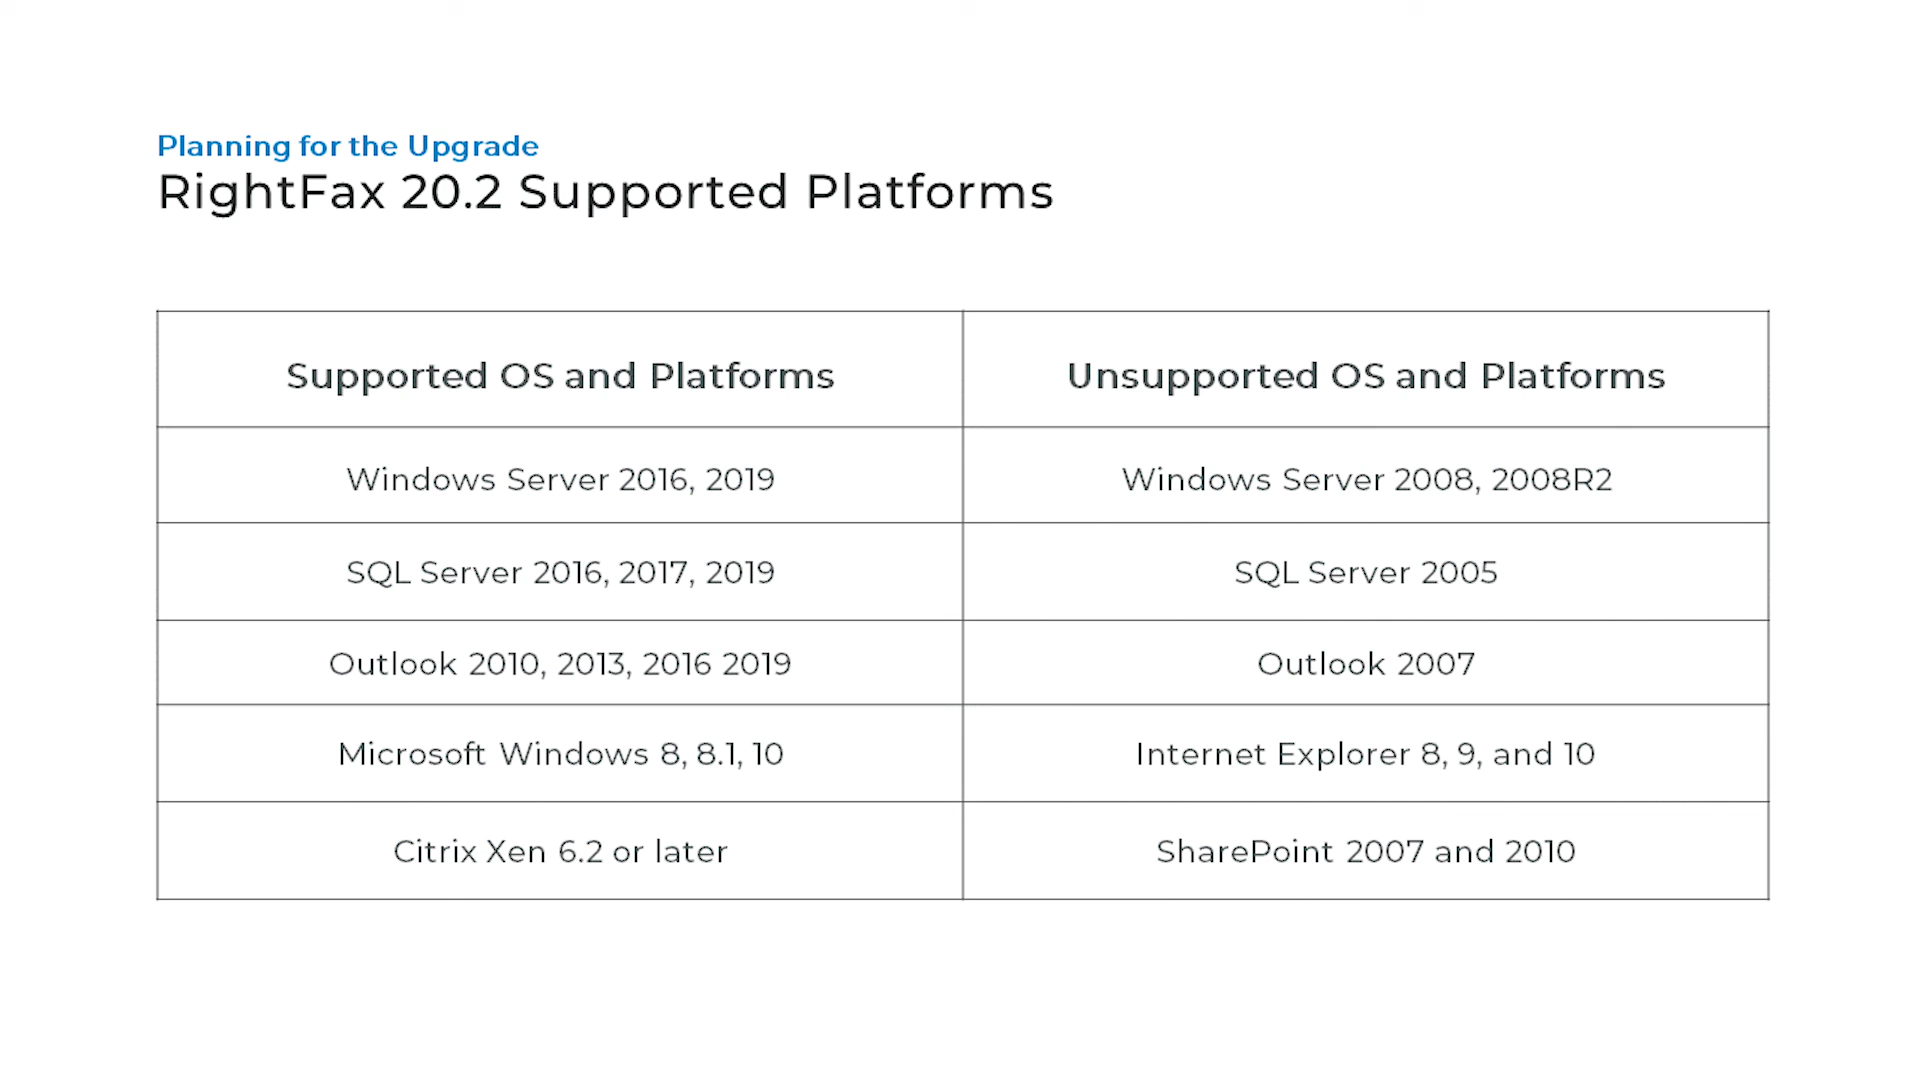 Planning for the Upgrade
RightFax 20.2 Supported Platforms
Supported OS and Platforms
Unsupported OS and Platforms
Windows Server 2016, 2019
Windows Server 2008, 2008R2
SQL Server 2016, 2017, 2019
SQL Server 2005
Outlook 2010, 2013, 2016 2019
Outlook 2007
Microsoft Windows 8, 8.1, 10
Internet Explorer 8, 9, and 10
Citrix Xen 6.2 or later
SharePoint 2007 and 2010